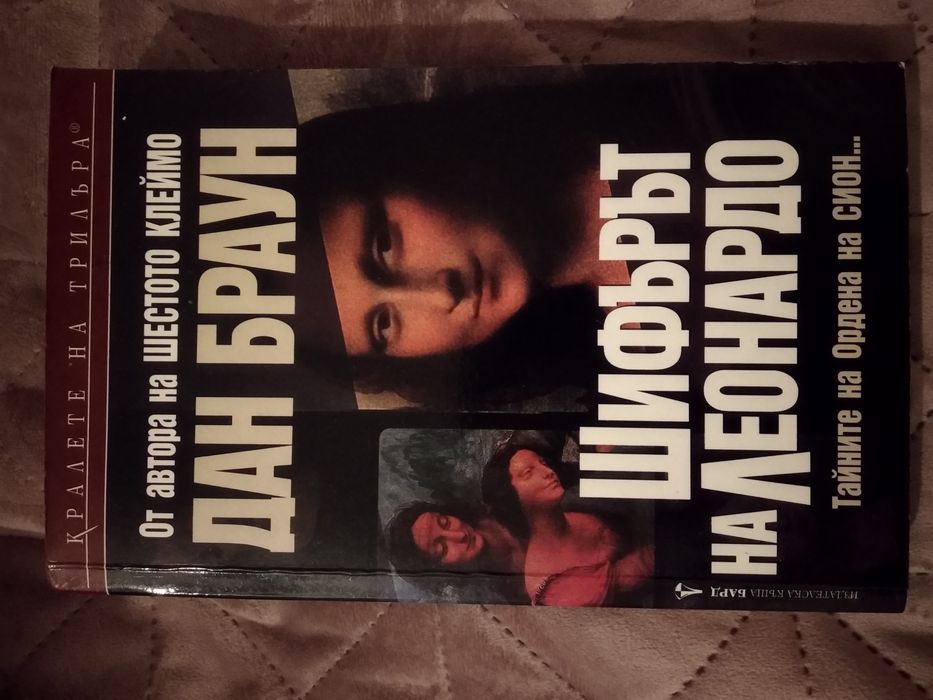 КРАЛЕТЕ НА ТРИЛЪРА®
От автора на ШЕСТОТО КЛЕЙМО
ДАН БРАУН
ШИФЪРЪТ
НА ЛЕОНАРДО
Тайните на Ордена на СИОН...
ИЗДАТЕЛСКА КЪЩА БАРД